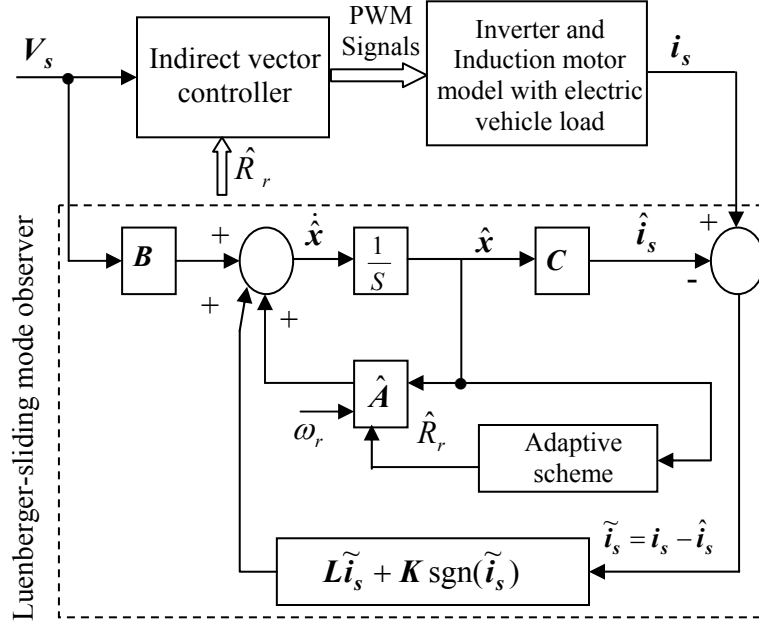 V_s
Indirect vector
controller
PWM
Signals
Inverter and
Induction motor
model with electric
vehicle load
i_s
R̂_r
Luenberger-sliding mode observer
B
+
+
+
ẋ̂
1
S
x̂
C
î_s
+
-
Â
ω_r
R̂_r
Adaptive
scheme
ĩ_s = i_s − î_s
Lĩ_s + K sgn(ĩ_s)